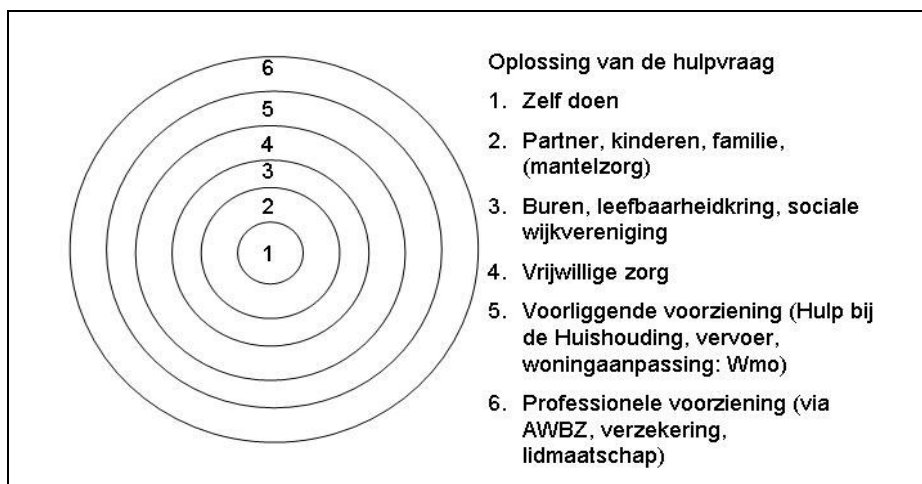 6
5
4
3
2
1
Oplossing van de hulpvraag
1. Zelf doen
2. Partner, kinderen, familie,
(mantelzorg)
3. Buren, leefbaarheidkring, sociale
wijkvereniging
4. Vrijwillige zorg
5. Voorliggende voorziening (Hulp bij
de Huishouding, vervoer,
woningaanpassing: Wmo)
6. Professionele voorziening (via
AWBZ, verzekering,
lidmaatschap)